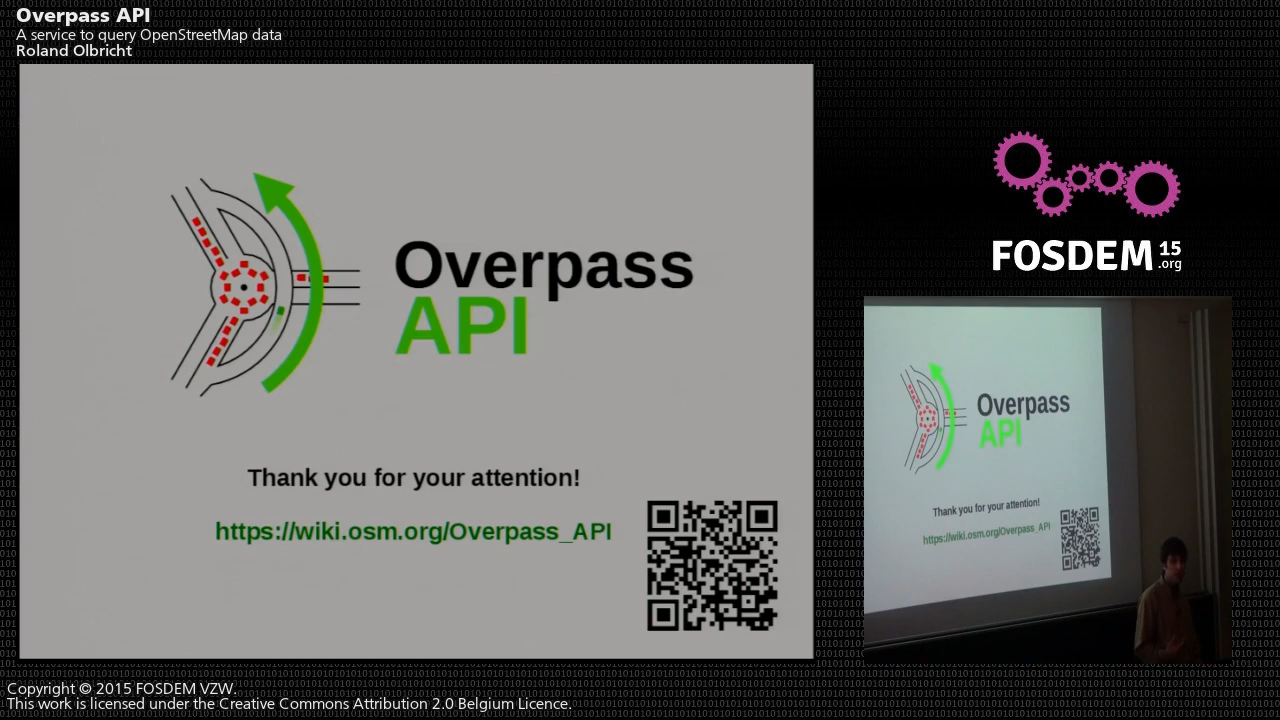 Overpass API
A service to query OpenStreetMap data
Roland Olbricht
Overpass
API
Thank you for your attention!
https://wiki.osm.org/Overpass_API
FOSDEM 15
.org
Overpass
API
Thank you for your attention!
https://wiki.osm.org/Overpass_API
Copyright © 2015 FOSDEM VZW.
This work is licensed under the Creative Commons Attribution 2.0 Belgium Licence.